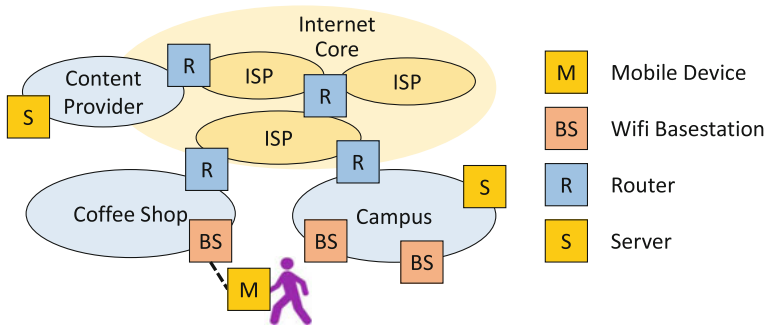 Internet
Core
R
ISP
ISP
R
Content
Provider
S
ISP
R
R
Coffee Shop
BS
M
S
Campus
BS
BS
M
Mobile Device
BS
Wifi Basestation
R
Router
S
Server